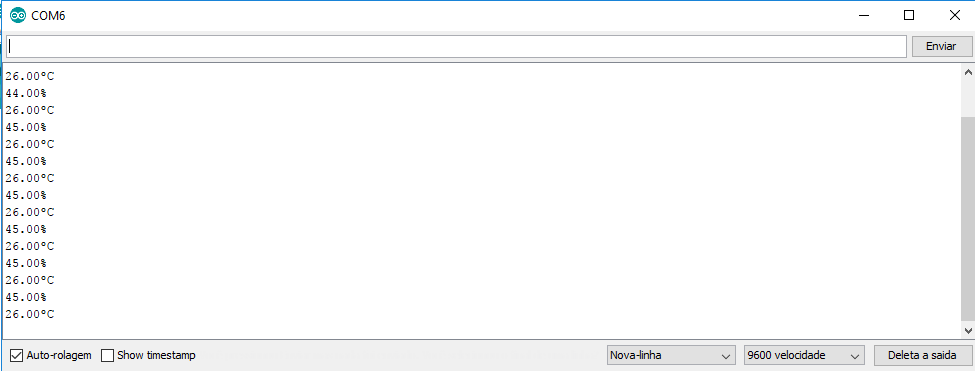 COM6
Enviar
26.00°C
44.00%
26.00°C
45.00%
26.00°C
45.00%
26.00°C
45.00%
26.00°C
45.00%
26.00°C
45.00%
26.00°C
45.00%
26.00°C
Auto-rolagem Show timestamp Nova-linha 9600 velocidade Deleta a saida